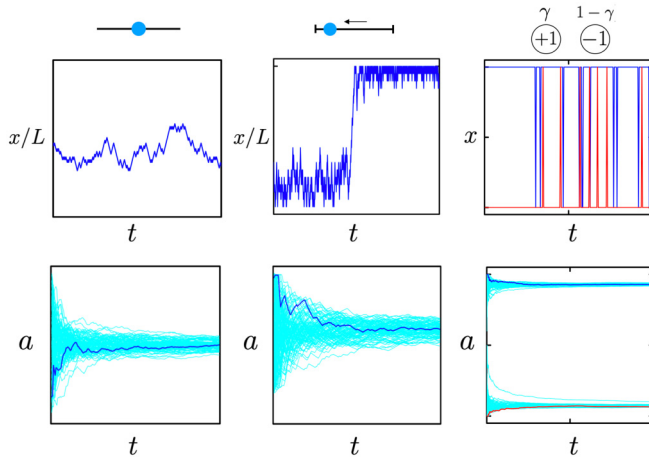 γ 1 − γ
+1 −1
x/L x/L x
t t t
a a a
t t t